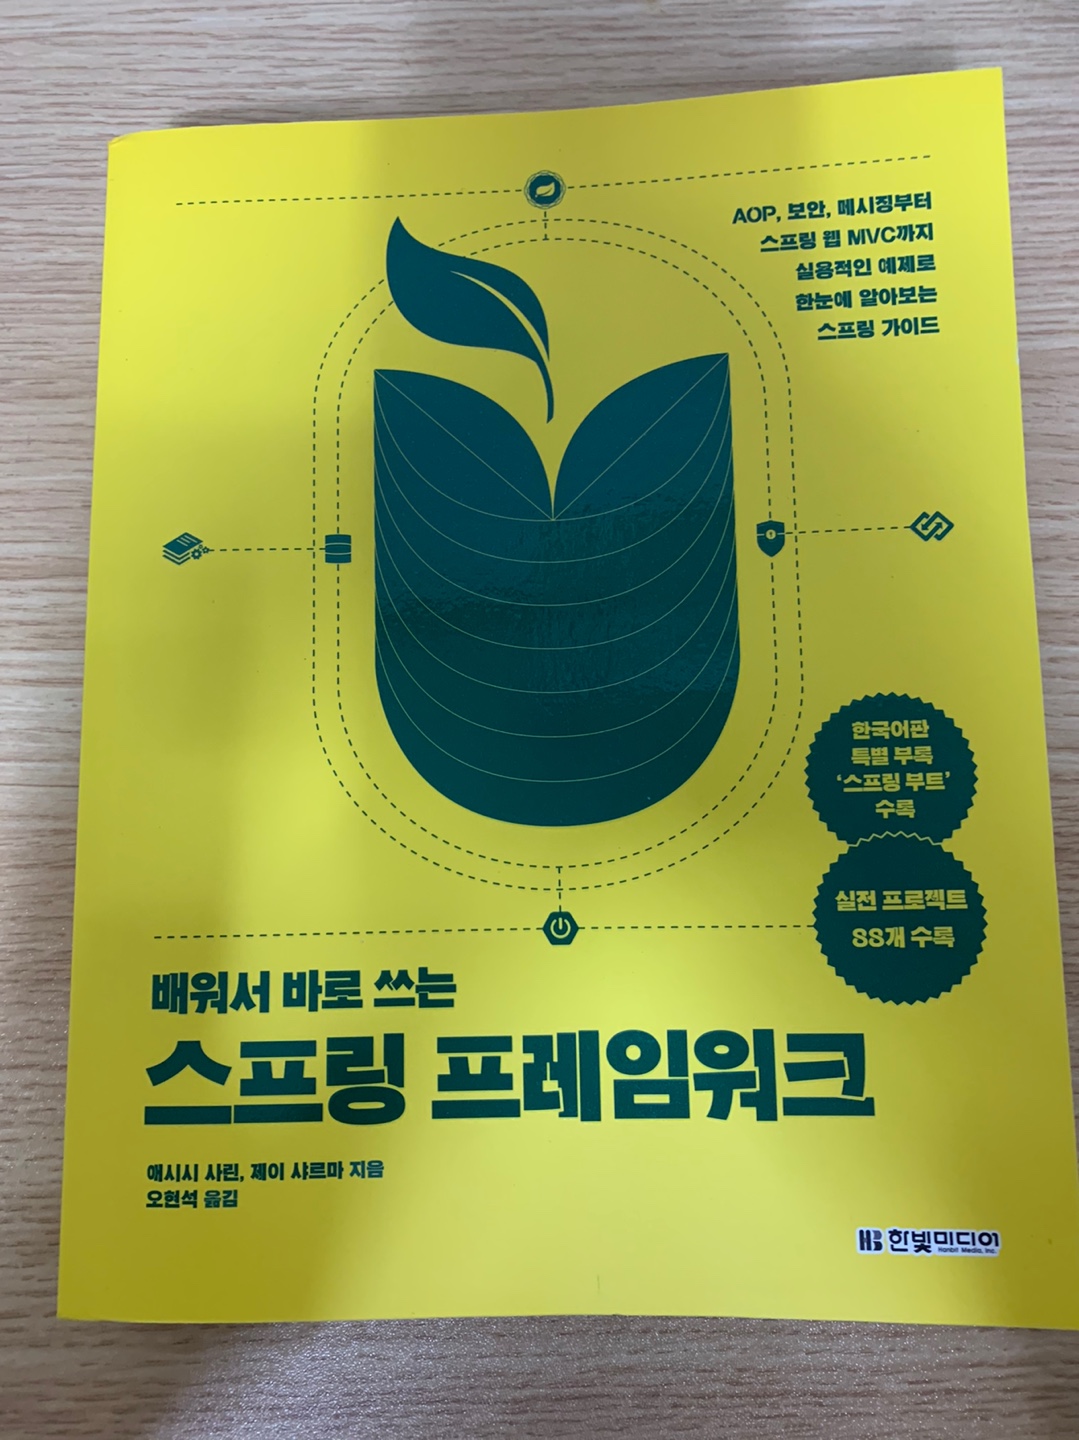 AOP, 보안, 메시징부터
스프링 웹 MVC까지
실용적인 예제로
한눈에 알아보는
스프링 가이드
한국어판
특별 부록
‘스프링 부트’
수록
실전 프로젝트
88개 수록
배워서 바로 쓰는
스프링 프레임워크
애시시 사린, 제이 샤르마 지음
오현석 옮김
HB 한빛미디어
Hanbit Media, Inc.